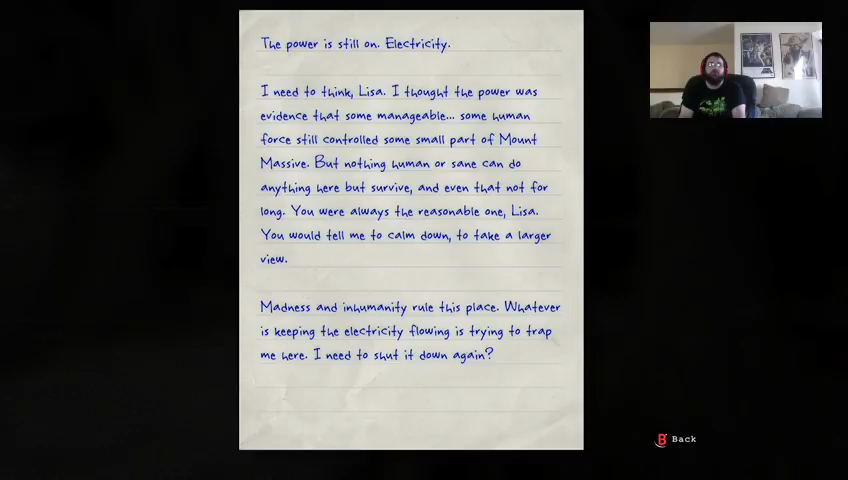 The power is still on. Electricity.
I need to think, Lisa. I thought the power was
evidence that some manageable... some human
force still controlled some small part of Mount
Massive. But nothing human or sane can do
anything here but survive, and even that not for
long. You were always the reasonable one, Lisa.
You would tell me to calm down, to take a larger
view.
Madness and inhumanity rule this place. Whatever
is keeping the electricity flowing is trying to trap
me here. I need to shut it down again?
B Back